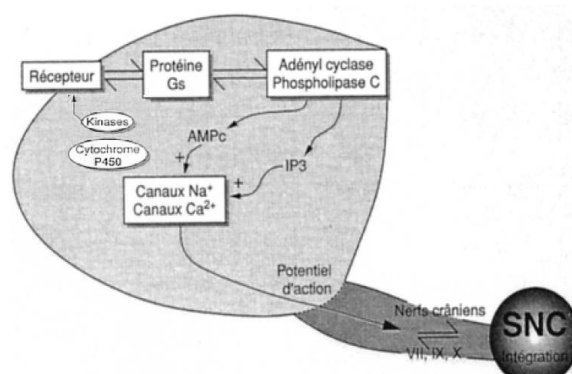 Récepteur
Protéine
Gs
Adényl cyclase
Phospholipase C
Kinases
Cytochrome
P450
AMPc
+
IP3
+
Canaux Na⁺
Canaux Ca²⁺
Potentiel
d'action
Nerfs crâniens
VII, IX, X
SNC
Intégration